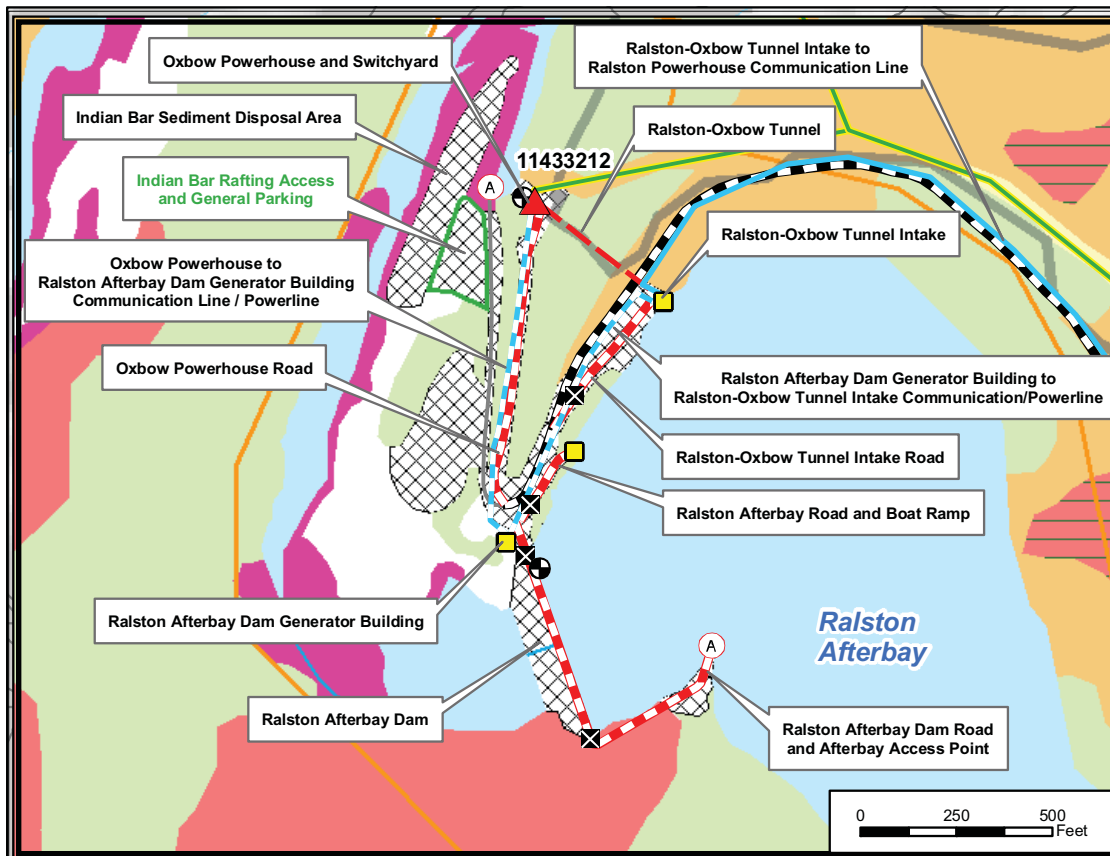 Oxbow Powerhouse and Switchyard
Ralston-Oxbow Tunnel Intake to
Ralston Powerhouse Communication Line
Indian Bar Sediment Disposal Area
Ralston-Oxbow Tunnel
11433212
Indian Bar Rafting Access
and General Parking
A
Ralston-Oxbow Tunnel Intake
Oxbow Powerhouse to
Ralston Afterbay Dam Generator Building
Communication Line / Powerline
Oxbow Powerhouse Road
Ralston Afterbay Dam Generator Building to
Ralston-Oxbow Tunnel Intake Communication/Powerline
Ralston-Oxbow Tunnel Intake Road
Ralston Afterbay Road and Boat Ramp
Ralston Afterbay Dam Generator Building
Ralston
Afterbay
A
Ralston Afterbay Dam
Ralston Afterbay Dam Road
and Afterbay Access Point
0 250 500
Feet